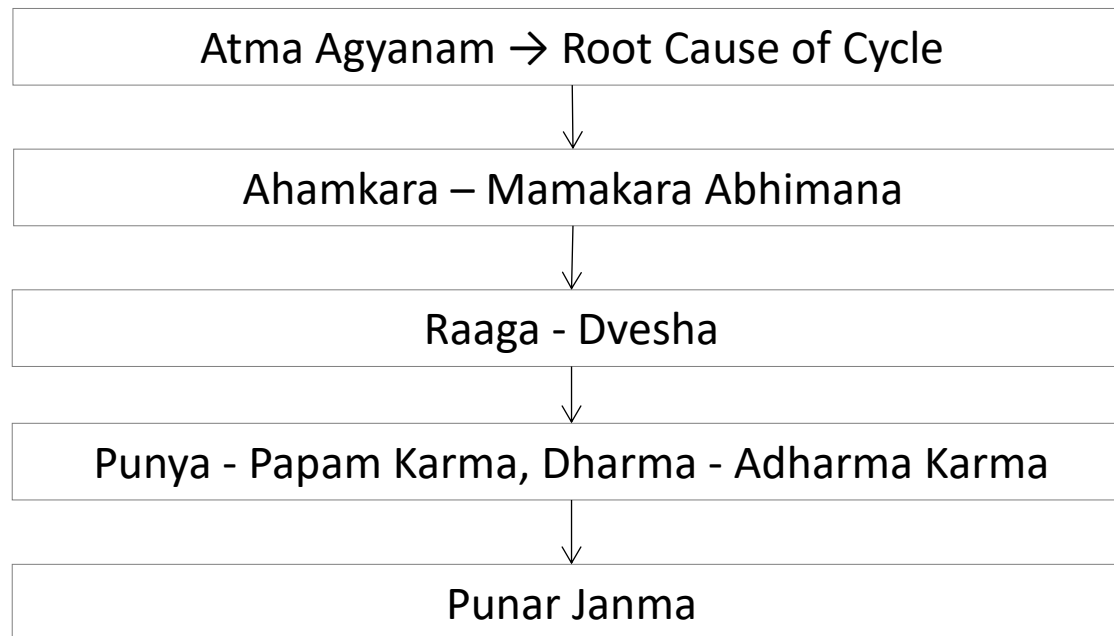 Atma Agyanam → Root Cause of Cycle
Ahamkara – Mamakara Abhimana
Raaga - Dvesha
Punya - Papam Karma, Dharma - Adharma Karma
Punar Janma